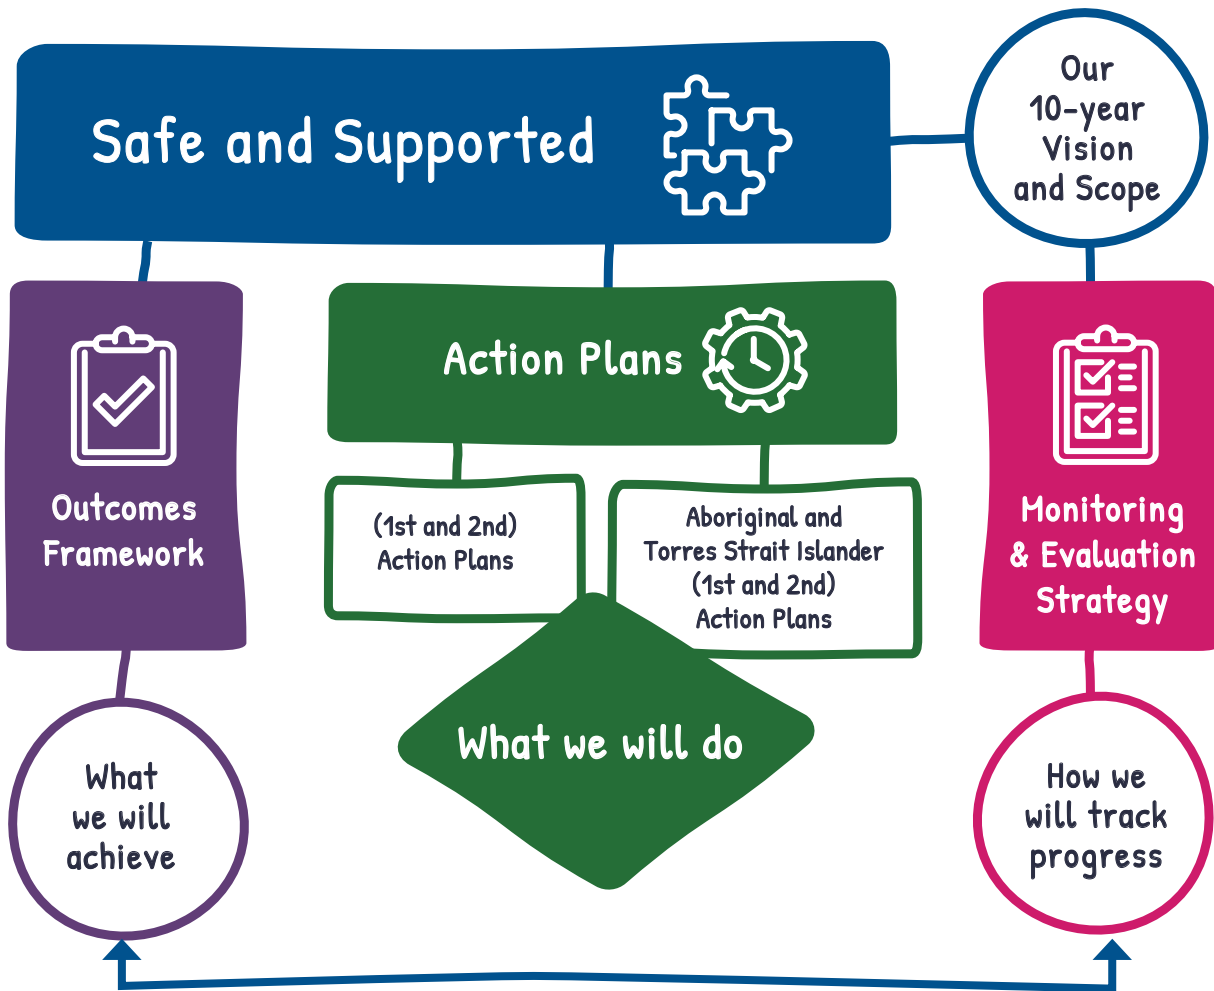 Safe and Supported
Our
10-year
Vision
and Scope
Outcomes
Framework
Action Plans
(1st and 2nd)
Action Plans
Aboriginal and
Torres Strait Islander
(1st and 2nd)
Action Plans
Monitoring
& Evaluation
Strategy
What we will do
What
we will
achieve
How we
will track
progress